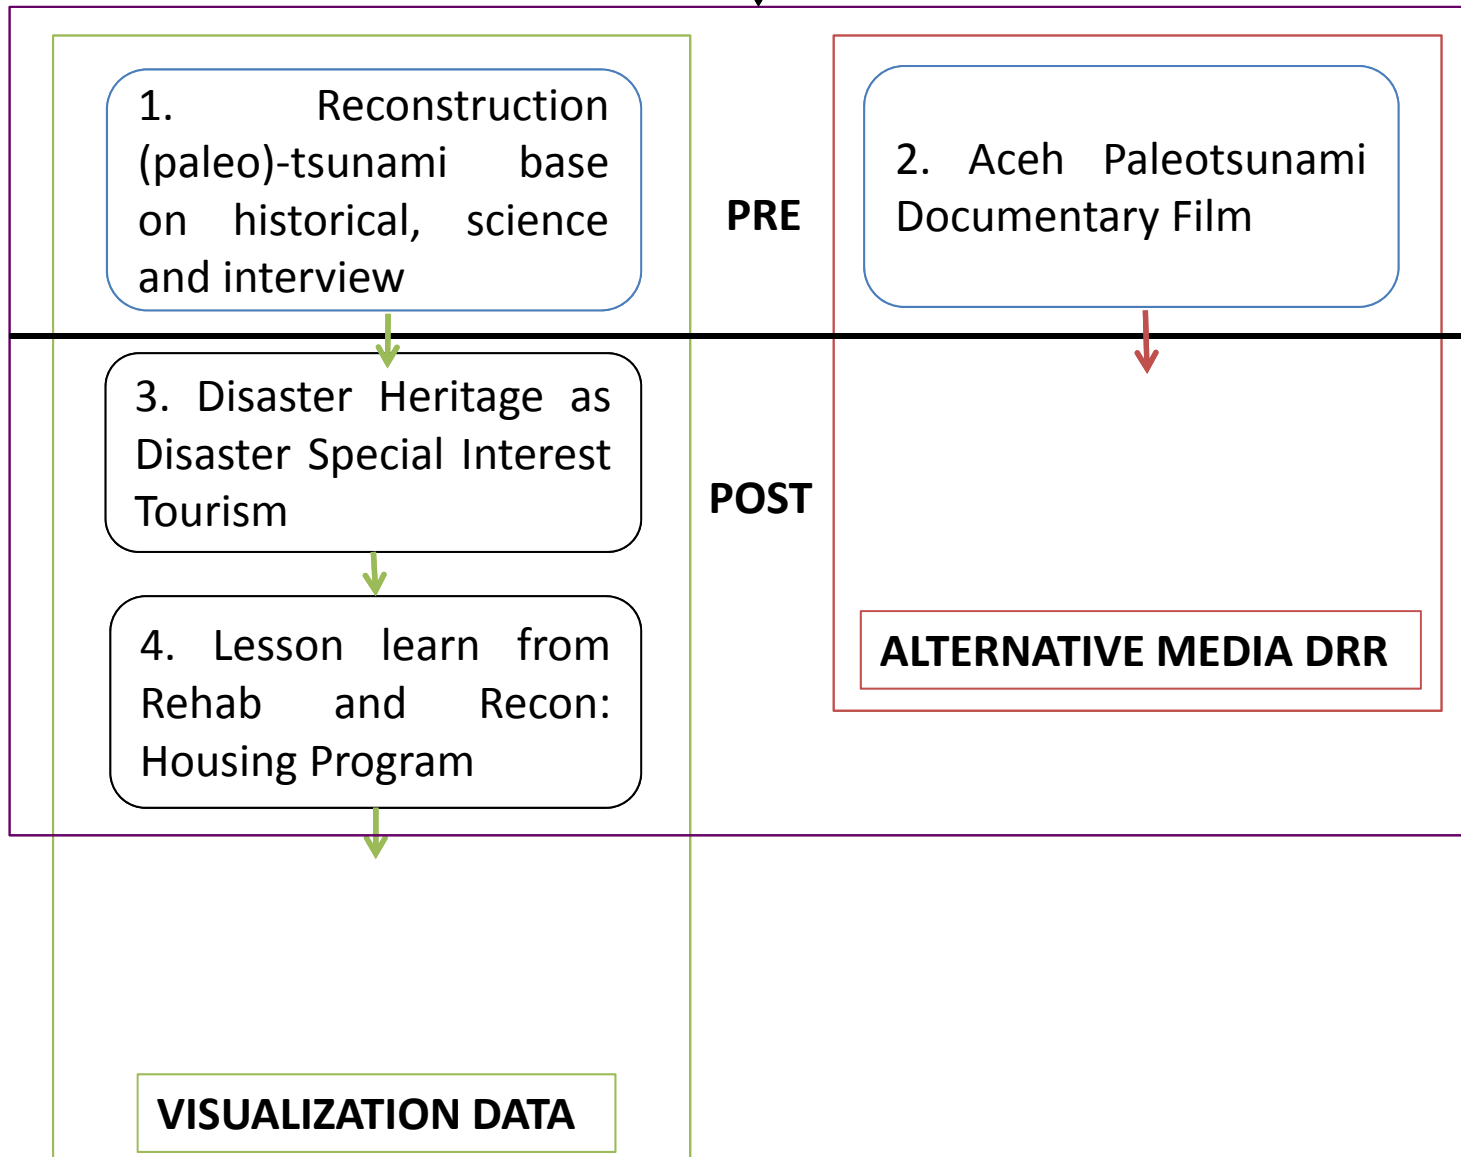 1. Reconstruction
(paleo)-tsunami base
on historical, science
and interview
PRE
2. Aceh Paleotsunami
Documentary Film
3. Disaster Heritage as
Disaster Special Interest
Tourism
POST
4. Lesson learn from
Rehab and Recon:
Housing Program
ALTERNATIVE MEDIA DRR
VISUALIZATION DATA